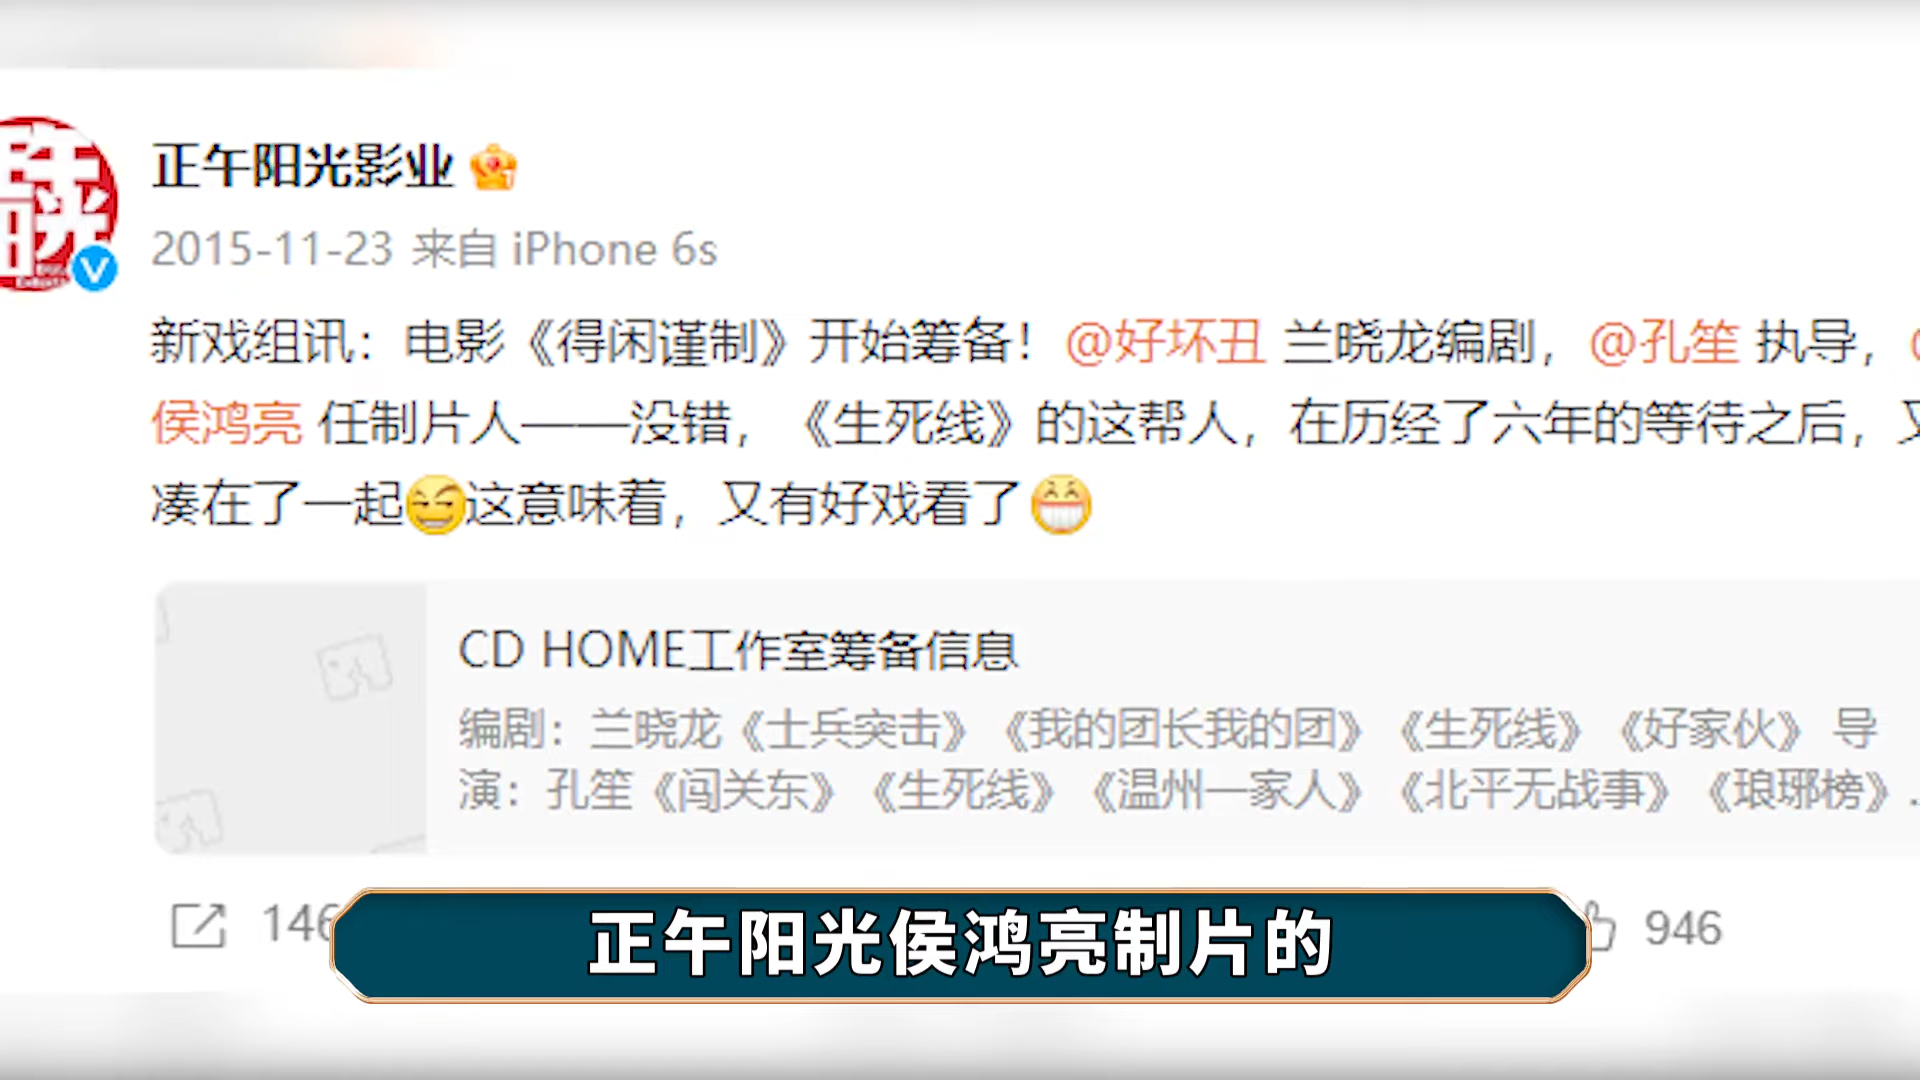 正午阳光影业
2015-11-23 来自 iPhone 6s
新戏组讯：电影《得闲谨制》开始筹备！@好坏丑 兰晓龙编剧，@孔笙 执导，@
侯鸿亮 任制片人——没错，《生死线》的这帮人，在历经了六年的等待之后，又
凑在了一起这意味着，又有好戏看了
CD HOME工作室筹备信息
编剧：兰晓龙《士兵突击》《我的团长我的团》《生死线》《好家伙》 导
演：孔笙《闯关东》《生死线》《温州一家人》《北平无战事》《琅琊榜》...
146
946
正午阳光侯鸿亮制片的